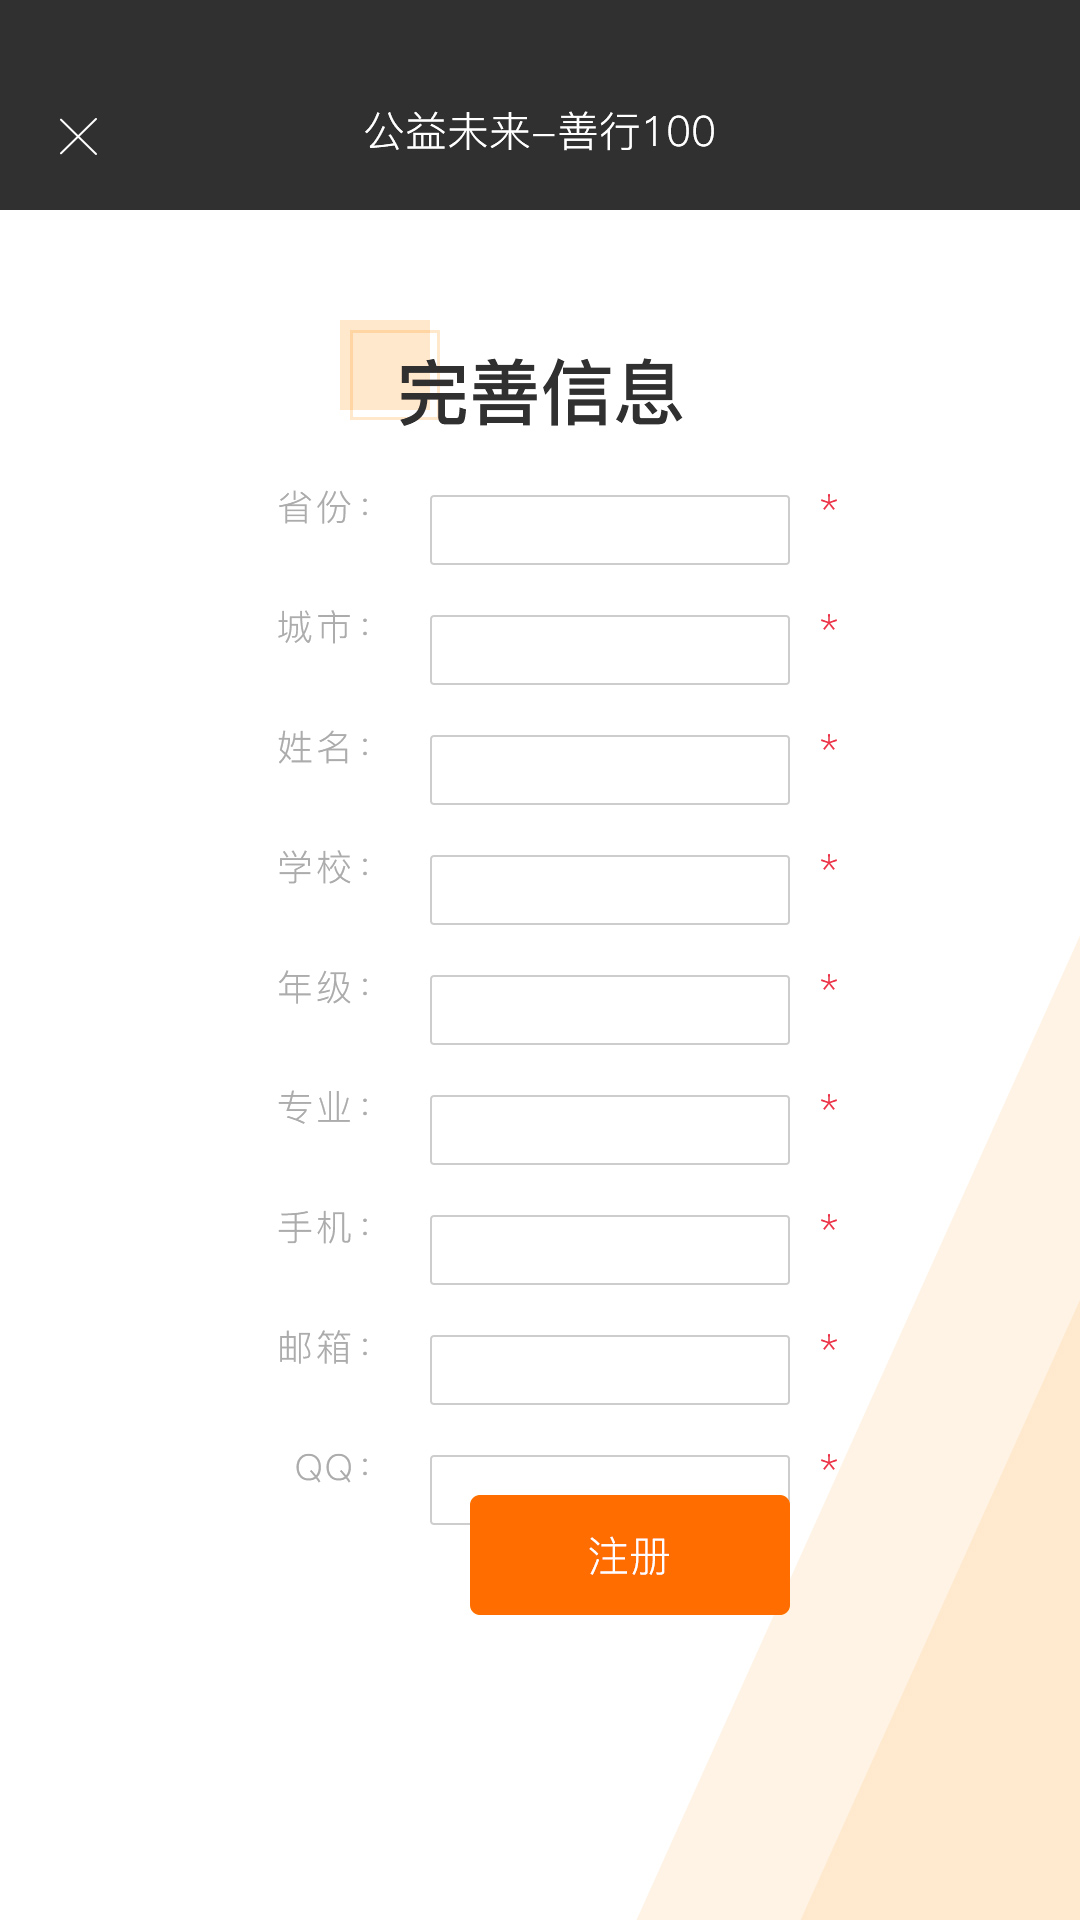 公益未来–善行100
完善信息
省份： *
城市： *
姓名： *
学校： *
年级： *
专业： *
手机： *
邮箱： *
QQ： *
注册